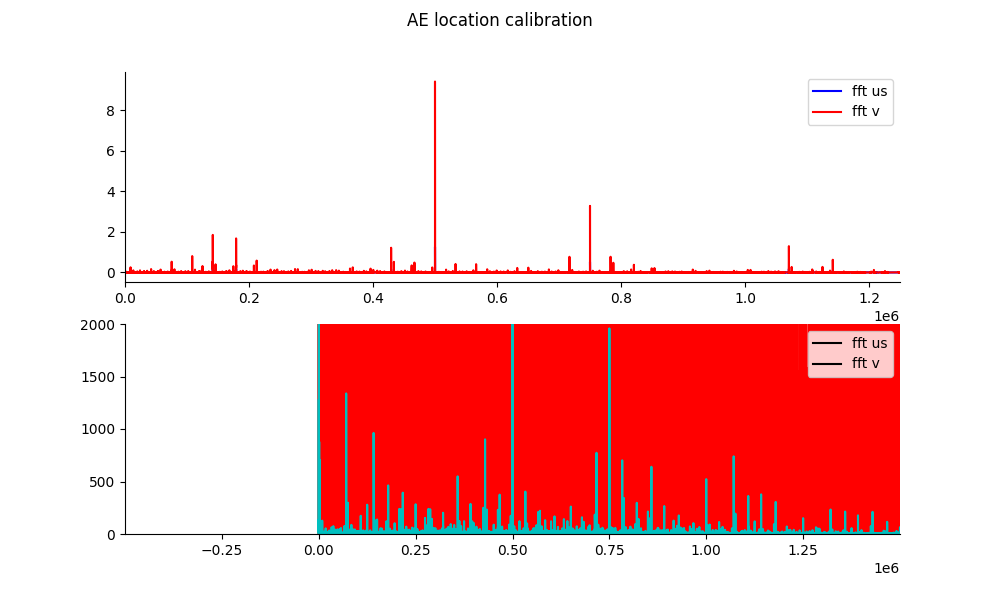 AE location calibration
8
6
4
2
0
fft us
fft v
0.0 0.2 0.4 0.6 0.8 1.0 1.2
1e6
2000
1500
1000
500
0
fft us
fft v
−0.25 0.00 0.25 0.50 0.75 1.00 1.25
1e6